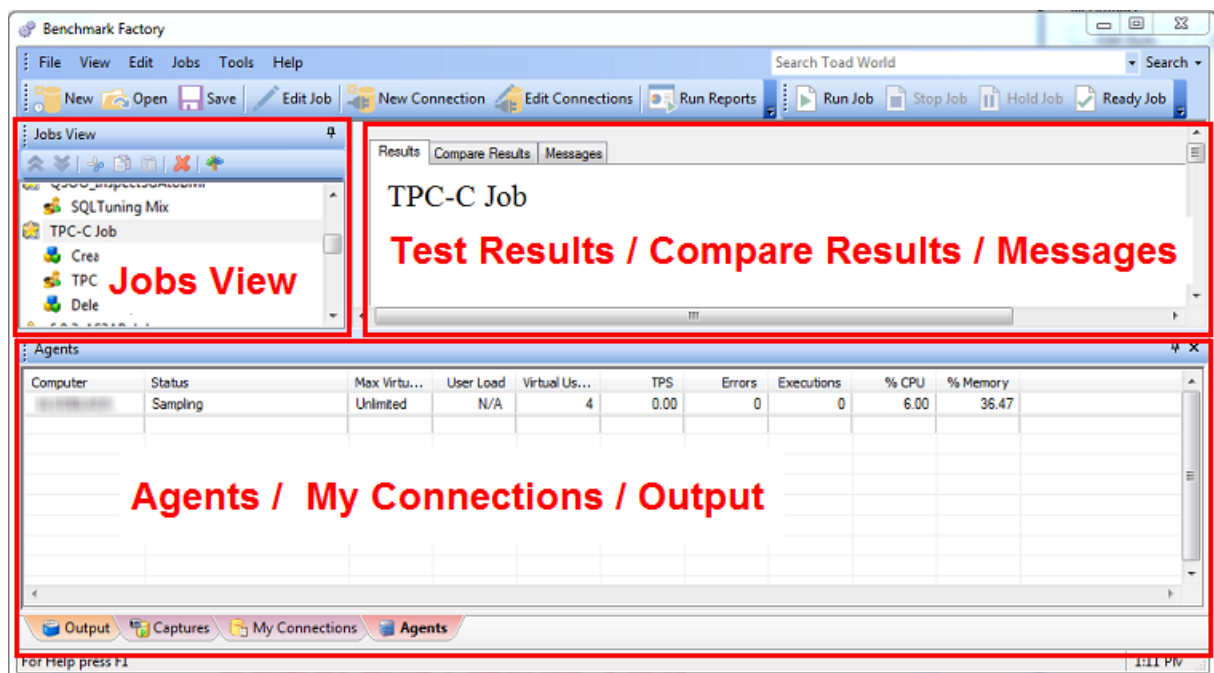 Benchmark Factory
File View Edit Jobs Tools Help
Search Toad World
Search
New Open Save Edit Job New Connection Edit Connections Run Reports Run Job Stop Job Hold Job Ready Job
Jobs View
SQLTuning Mix
TPC-C Job
Crea
TPC
Dele
Jobs View
Results Compare Results Messages
TPC-C Job
Test Results / Compare Results / Messages
Agents
Computer Status Max Virtu... User Load Virtual Us... TPS Errors Executions % CPU % Memory
Sampling Unlimited N/A 4 0.00 0 0 6.00 36.47
Agents / My Connections / Output
Output Captures My Connections Agents
For Help press F1
1:11 PM